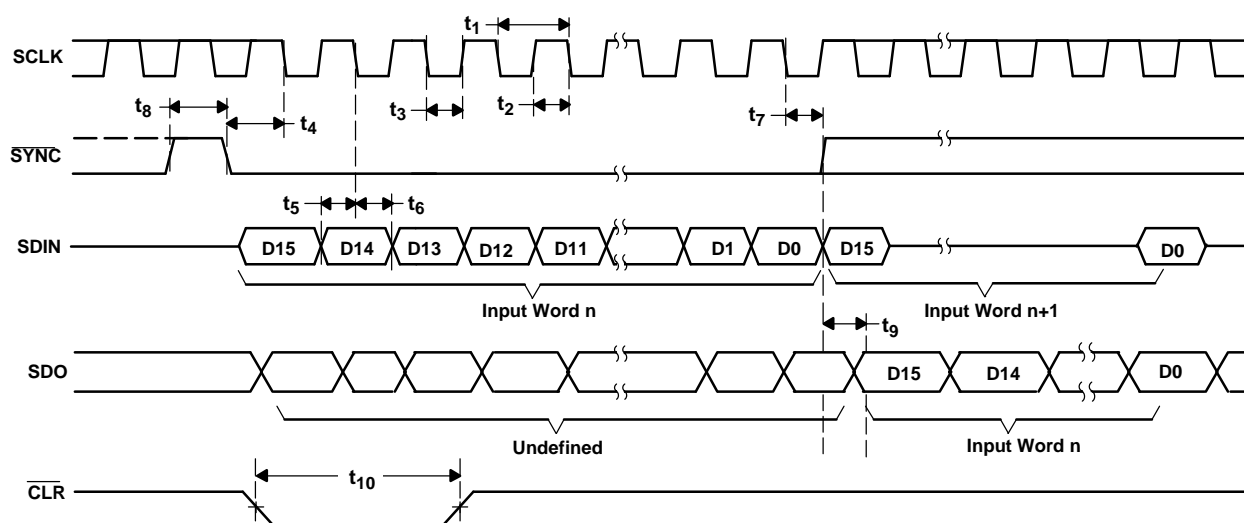 t1
SCLK
t8
t4
t3
t2
t7
SYNC
t5
t6
SDIN
D15
D14
D13
D12
D11
D1
D0
D15
D0
Input Word n
Input Word n+1
t9
SDO
D15
D14
D0
Undefined
Input Word n
t10
CLR